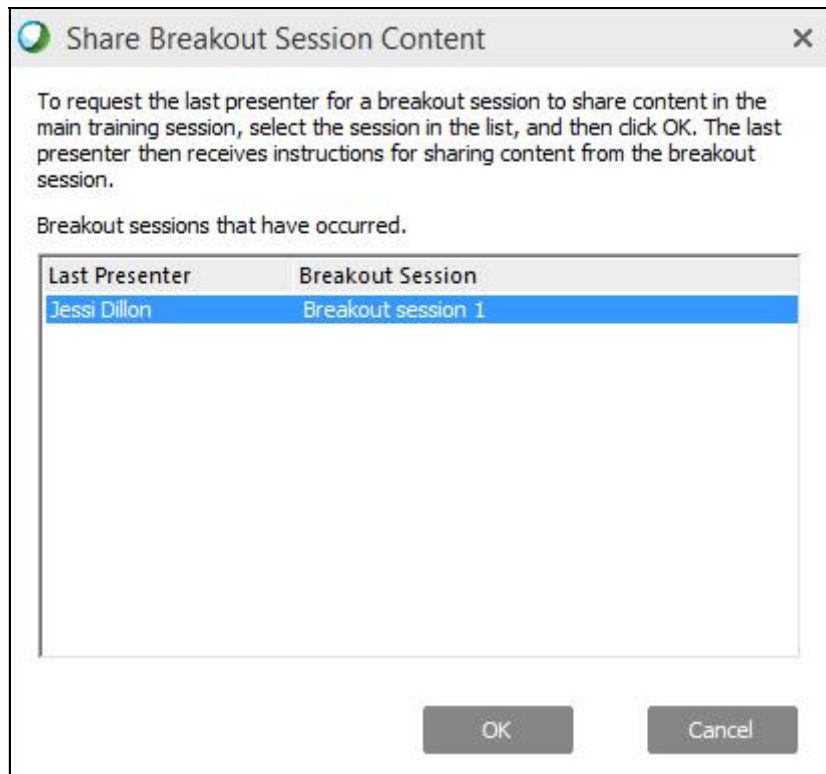 Share Breakout Session Content
To request the last presenter for a breakout session to share content in the
main training session, select the session in the list, and then click OK. The last
presenter then receives instructions for sharing content from the breakout
session.
Breakout sessions that have occurred.
Last Presenter Breakout Session
Jessi Dillon Breakout session 1
OK Cancel